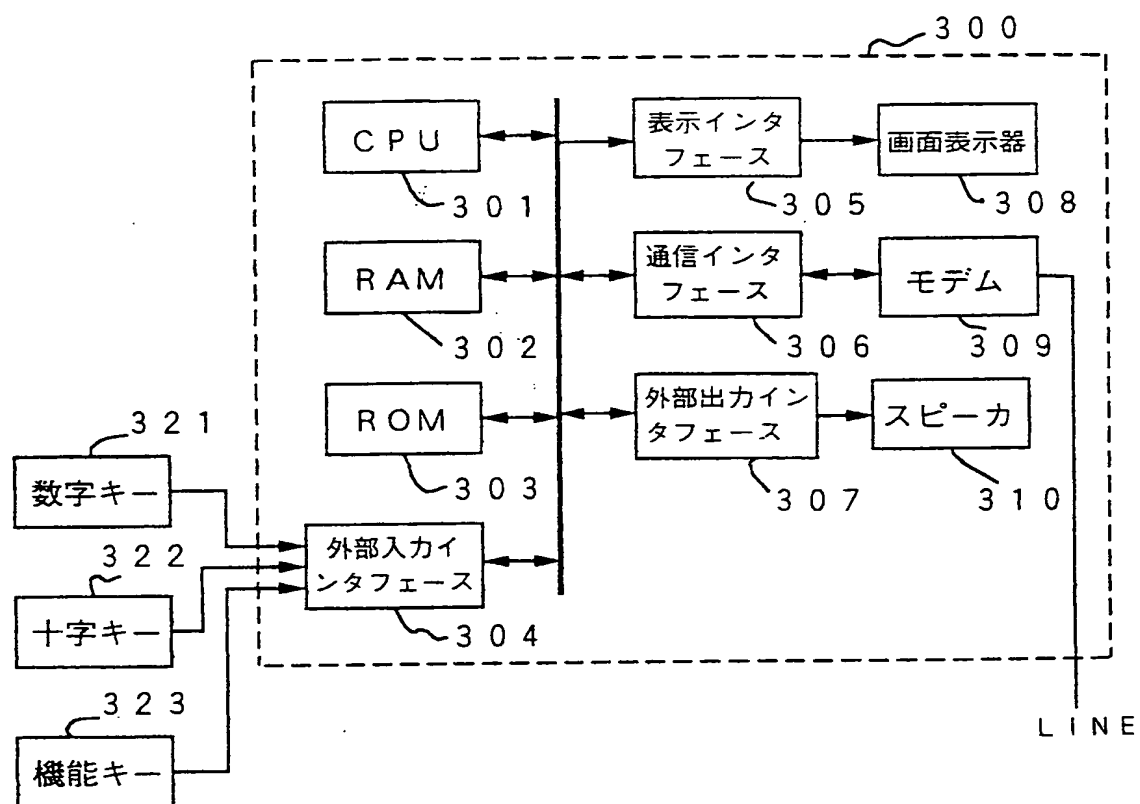 ３００
CPU
３０１
表示インタ
フェース
３０５
画面表示器
３０８
RAM
３０２
通信インタ
フェース
３０６
モデム
３０９
ROM
３０３
外部出力イン
タフェース
３０７
スピーカ
３１０
３２１
数字キー
外部入力イ
ンタフェース
３０４
３２２
十字キー
３２３
機能キー
LINE